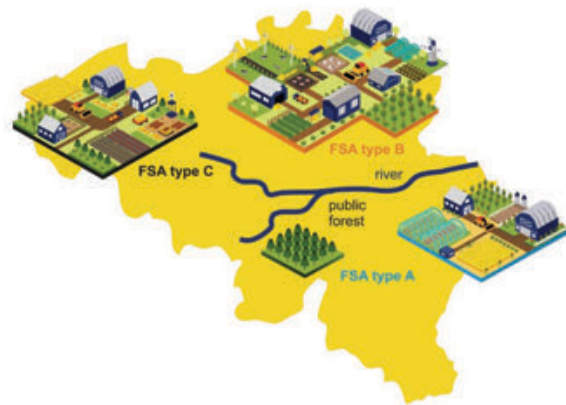 FSA type B
FSA type C
river
public
forest
FSA type A